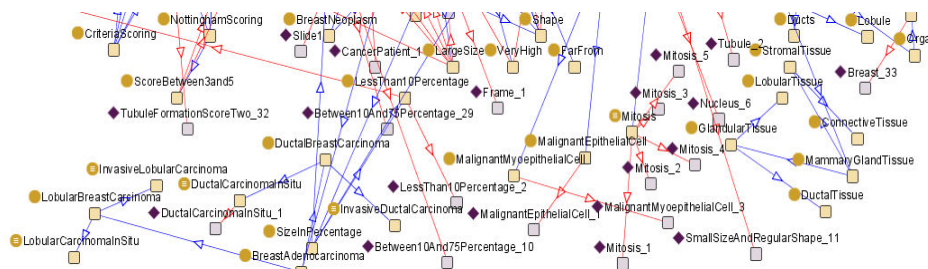 NottinghamScoring
BreastNeoplasm
Shape
Ducts
Lobule
CriteriaScoring
Slide1
CancerPatient_1
LargeSize
VeryHigh
FarFrom
Mitosis_5
Tubule_2
StromalTissue
Orga
ScoreBetween3and5
LessThan10Percentage
Frame_1
Mitosis_3
LobularTissue
Breast_33
TubuleFormationScoreTwo_32
Between10And75Percentage_29
Mitosis
Nucleus_6
GlandularTissue
ConnectiveTissue
DuctalBreastCarcinoma
MalignantEpithelialCell
Mitosis_4
InvasiveLobularCarcinoma
MalignantMyoepithelialCell
Mitosis_2
MammaryGlandTissue
LobularBreastCarcinoma
DuctalCarcinomaInSitu
LessThan10Percentage_2
DuctalTissue
DuctalCarcinomaInSitu_1
InvasiveDuctalCarcinoma
MalignantEpithelialCell_1
MalignantMyoepithelialCell_3
SizeInPercentage
SmallSizeAndRegularShape_11
LobularCarcinomaInSitu
BreastAdenocarcinoma
Between10And75Percentage_10
Mitosis_1